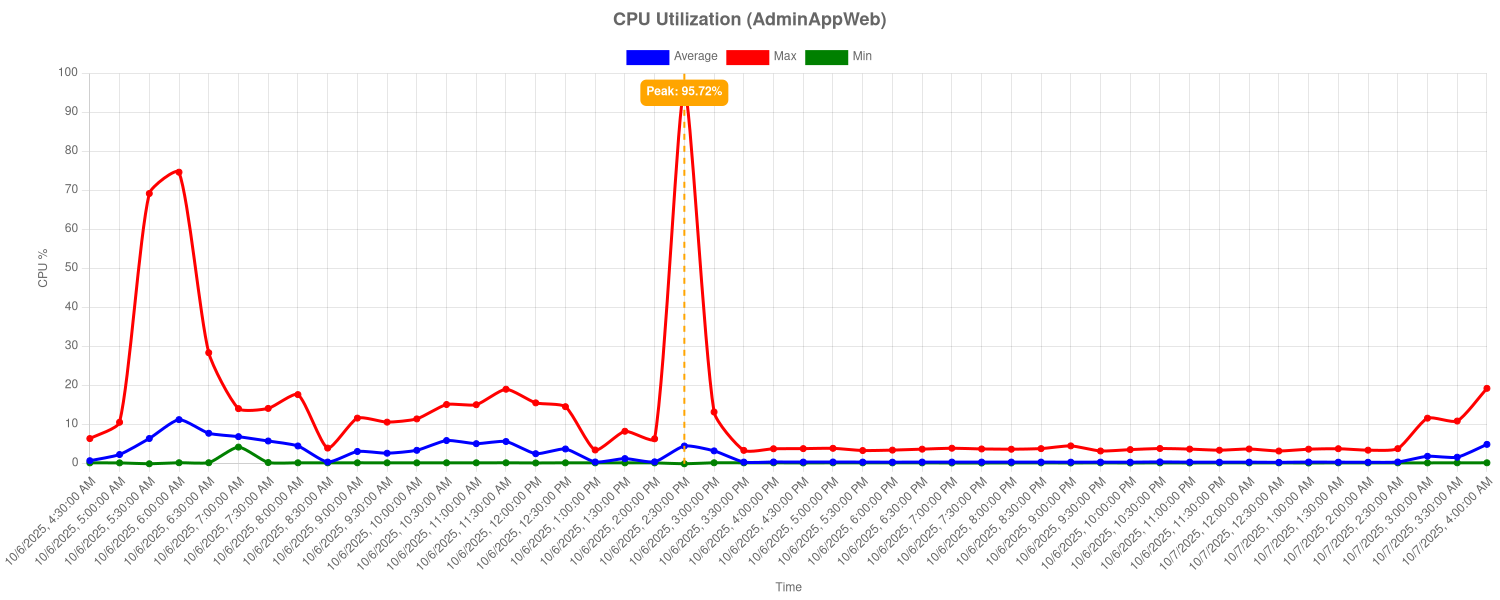 CPU Utilization (AdminAppWeb)
Average Max Min
Peak: 95.72%
CPU %
100
90
80
70
60
50
40
30
20
10
0
10/6/2025, 4:30:00 AM
10/6/2025, 5:00:00 AM
10/6/2025, 5:30:00 AM
10/6/2025, 6:00:00 AM
10/6/2025, 6:30:00 AM
10/6/2025, 7:00:00 AM
10/6/2025, 7:30:00 AM
10/6/2025, 8:00:00 AM
10/6/2025, 8:30:00 AM
10/6/2025, 9:00:00 AM
10/6/2025, 9:30:00 AM
10/6/2025, 10:00:00 AM
10/6/2025, 10:30:00 AM
10/6/2025, 11:00:00 AM
10/6/2025, 11:30:00 AM
10/6/2025, 12:00:00 PM
10/6/2025, 12:30:00 PM
10/6/2025, 1:00:00 PM
10/6/2025, 1:30:00 PM
10/6/2025, 2:00:00 PM
10/6/2025, 2:30:00 PM
10/6/2025, 3:00:00 PM
10/6/2025, 3:30:00 PM
10/6/2025, 4:00:00 PM
10/6/2025, 4:30:00 PM
10/6/2025, 5:00:00 PM
10/6/2025, 5:30:00 PM
10/6/2025, 6:00:00 PM
10/6/2025, 6:30:00 PM
10/6/2025, 7:00:00 PM
10/6/2025, 7:30:00 PM
10/6/2025, 8:00:00 PM
10/6/2025, 8:30:00 PM
10/6/2025, 9:00:00 PM
10/6/2025, 9:30:00 PM
10/6/2025, 10:00:00 PM
10/6/2025, 10:30:00 PM
10/6/2025, 11:00:00 PM
10/6/2025, 11:30:00 PM
10/7/2025, 12:00:00 AM
10/7/2025, 12:30:00 AM
10/7/2025, 1:00:00 AM
10/7/2025, 1:30:00 AM
10/7/2025, 2:00:00 AM
10/7/2025, 2:30:00 AM
10/7/2025, 3:00:00 AM
10/7/2025, 3:30:00 AM
10/7/2025, 4:00:00 AM
Time